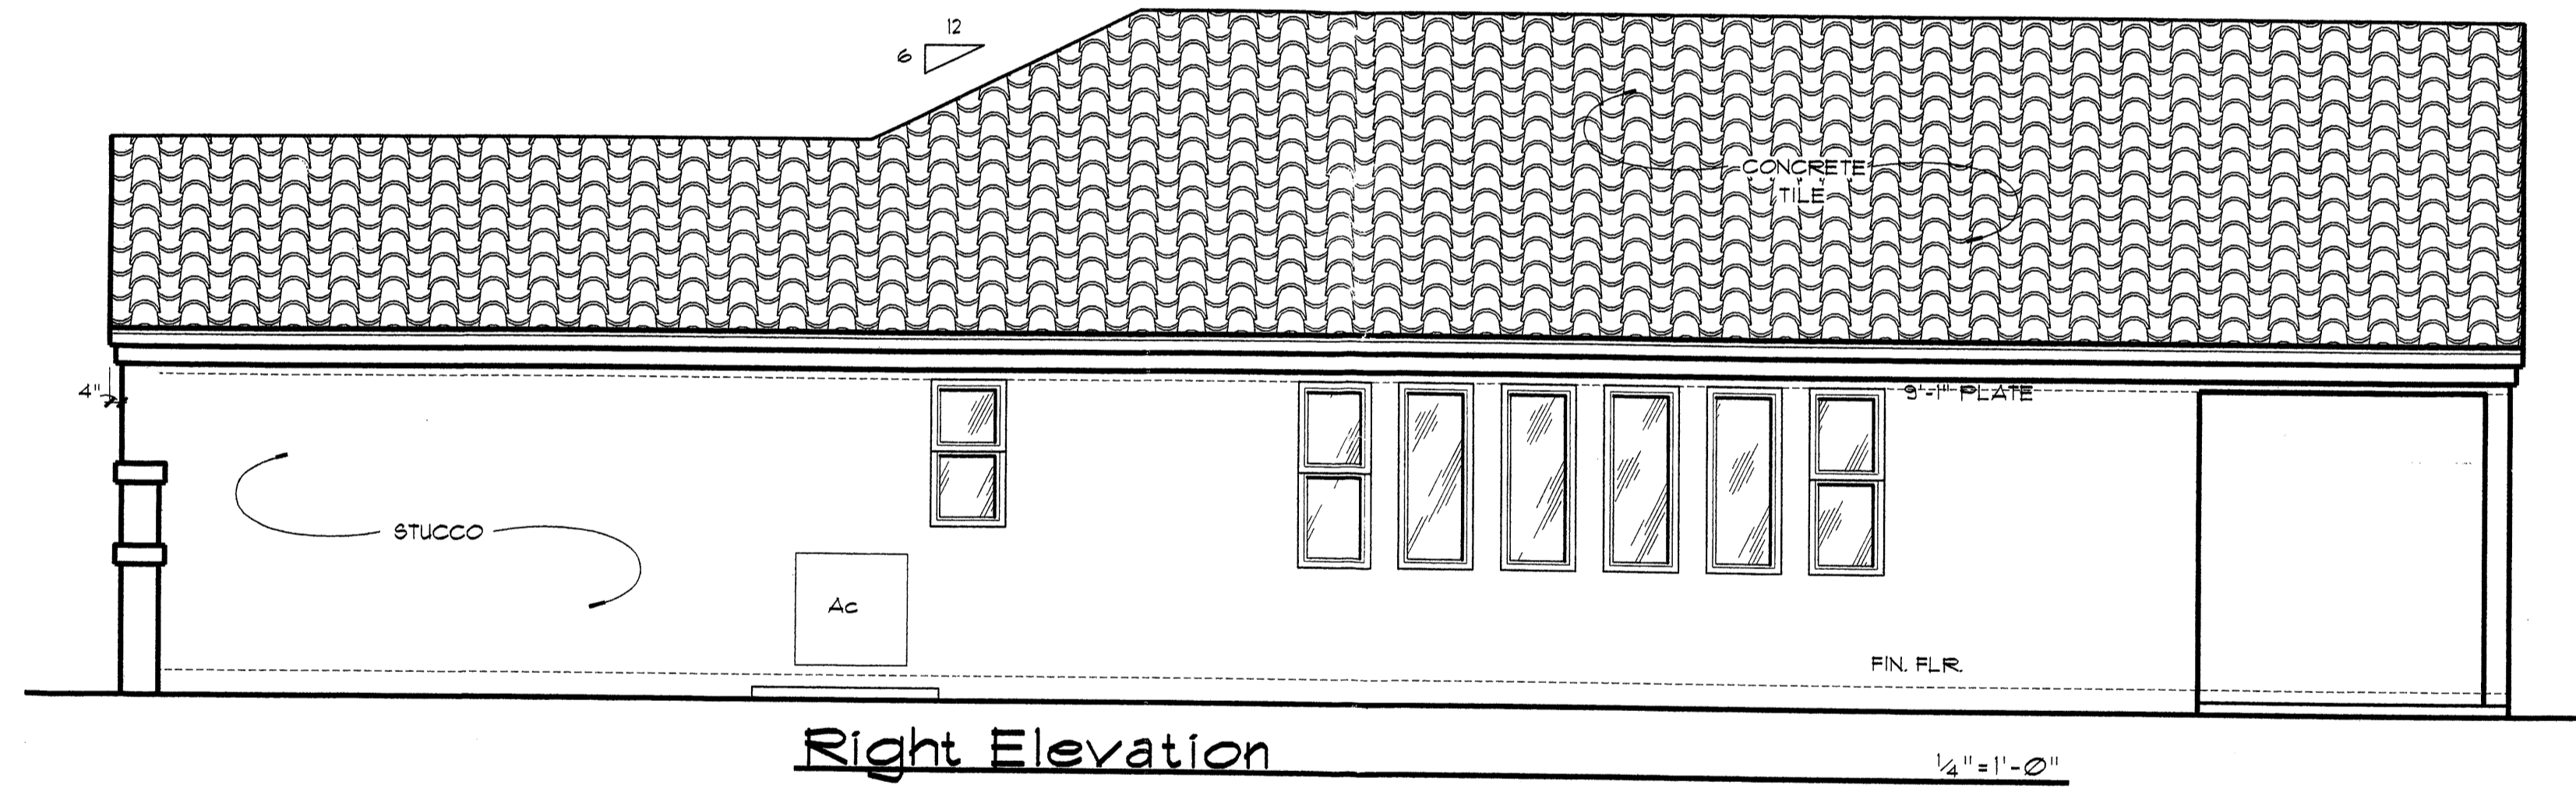 12
6
CONCRETE
TILE
4"
9'-1" PLATE
STUCCO
Ac
FIN. FLR.
Right Elevation
1/4"=1'-0"